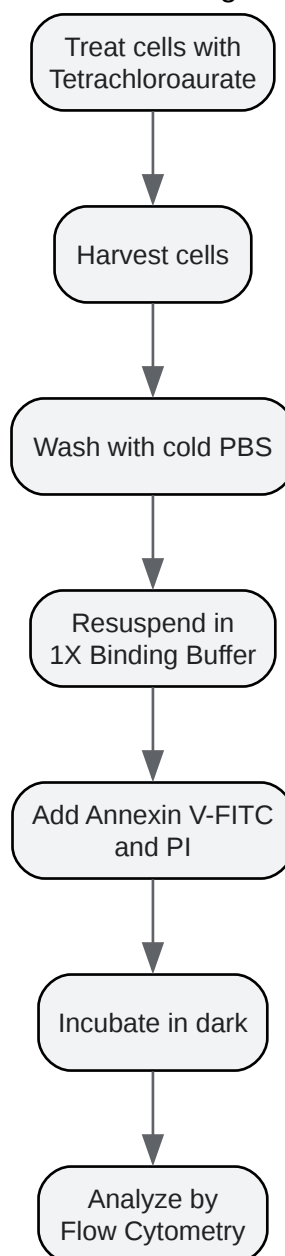 Treat cells with
Tetrachloroaurate
Harvest cells
Wash with cold PBS
Resuspend in
1X Binding Buffer
Add Annexin V-FITC
and PI
Incubate in dark
Analyze by
Flow Cytometry